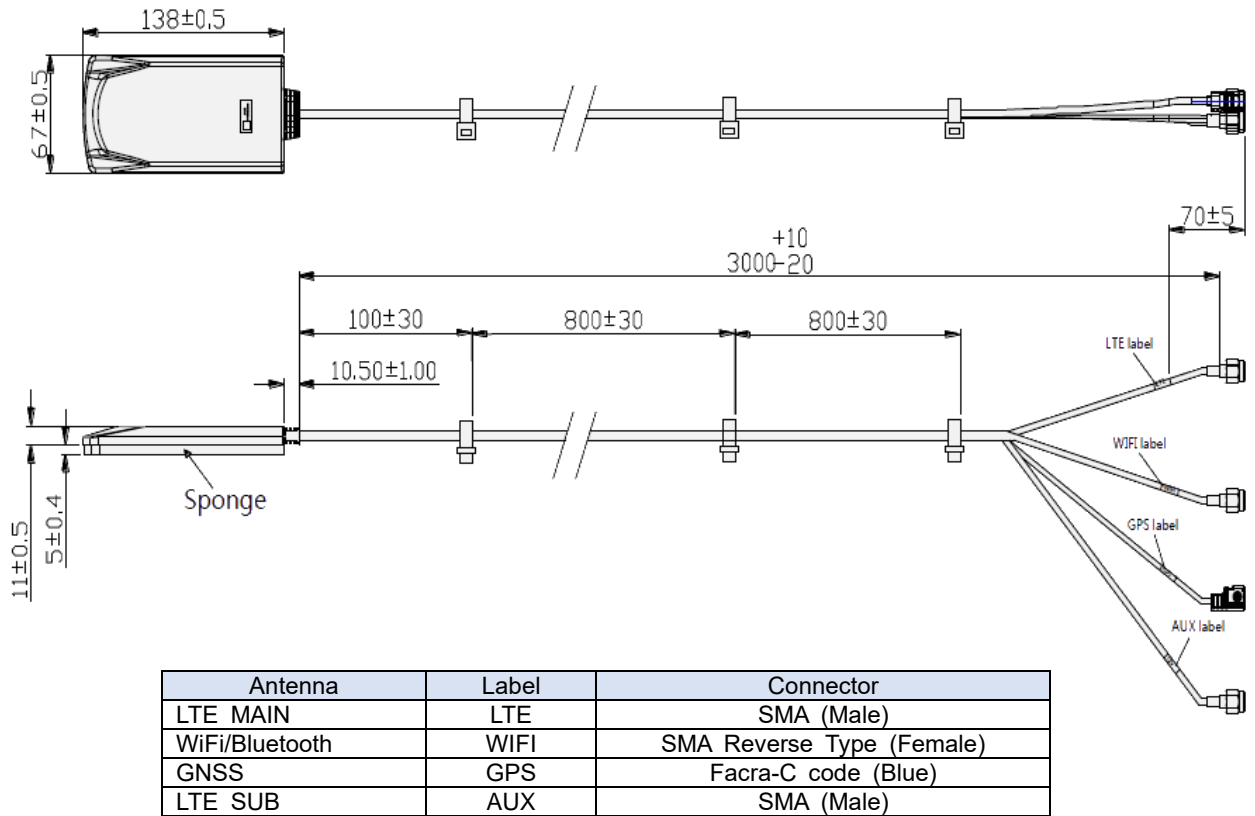 138±0.5
67±0.5
70±5
+10
3000-20
100±30
800±30
800±30
10.50±1.00
LTE label
WIFI label
GPS label
AUX label
Sponge
11±0.5
5±0.4
Antenna Label Connector
LTE MAIN LTE SMA (Male)
WiFi/Bluetooth WIFI SMA Reverse Type (Female)
GNSS GPS Facra-C code (Blue)
LTE SUB AUX SMA (Male)